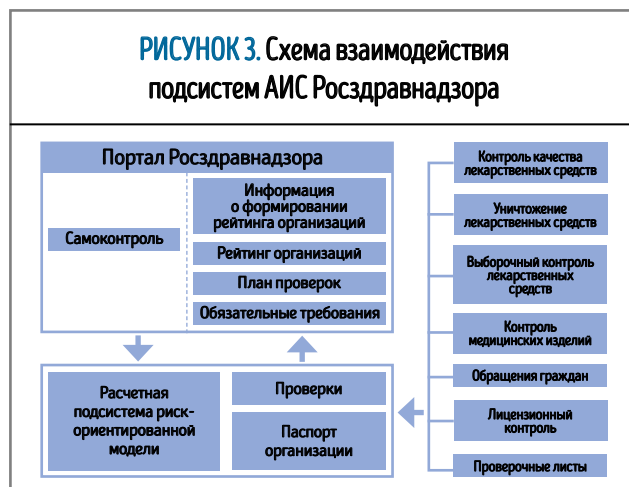 РИСУНОК 3. Схема взаимодействия
подсистем АИС Росздравнадзора
Портал Росздравнадзора
Самоконтроль
Информация
о формировании
рейтинга организаций
Рейтинг организаций
План проверок
Обязательные требования
Расчетная
подсистема риск-
ориентированной
модели
Проверки
Паспорт
организации
Контроль качества
лекарственных средств
Уничтожение
лекарственных средств
Выборочный контроль
лекарственных
средств
Контроль
медицинских изделий
Обращения граждан
Лицензионный
контроль
Проверочные листы